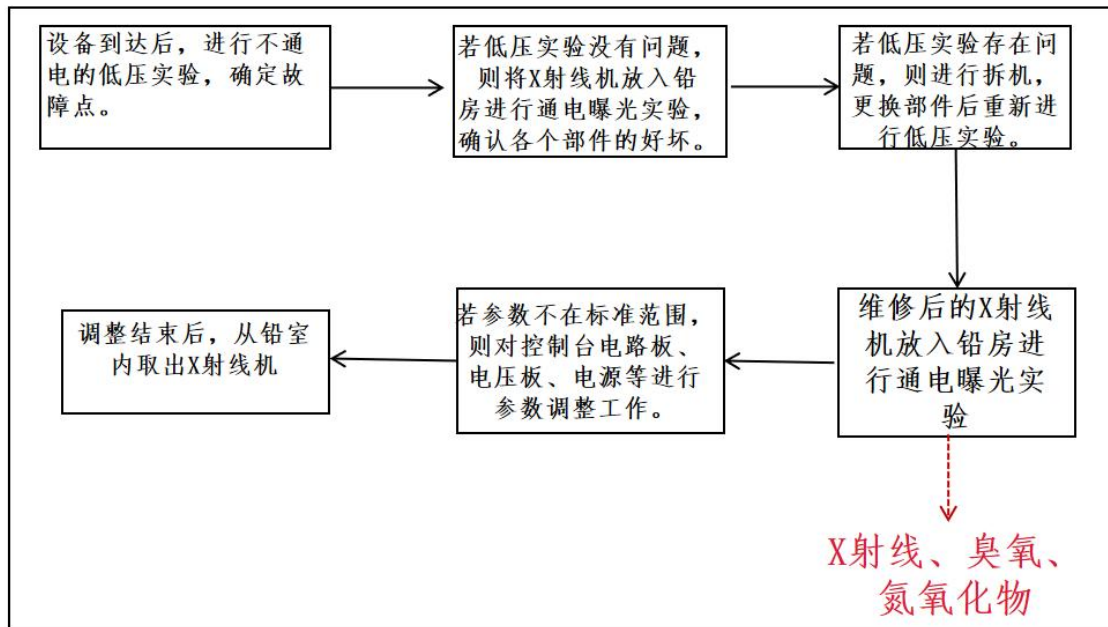 设备到达后，进行不通
电的低压实验，确定故
障点。
若低压实验没有问题，
则将X射线机放入铅
房进行通电曝光实验，
确认各个部件的好坏。
若低压实验存在问
题，则进行拆机，
更换部件后重新进
行低压实验。
维修后的X射线
机放入铅房进
行通电曝光实
验
若参数不在标准范围，
则对控制台电路板、
电压板、电源等进行
参数调整工作。
调整结束后，从铅室
内取出X射线机
X射线、臭氧、
氮氧化物